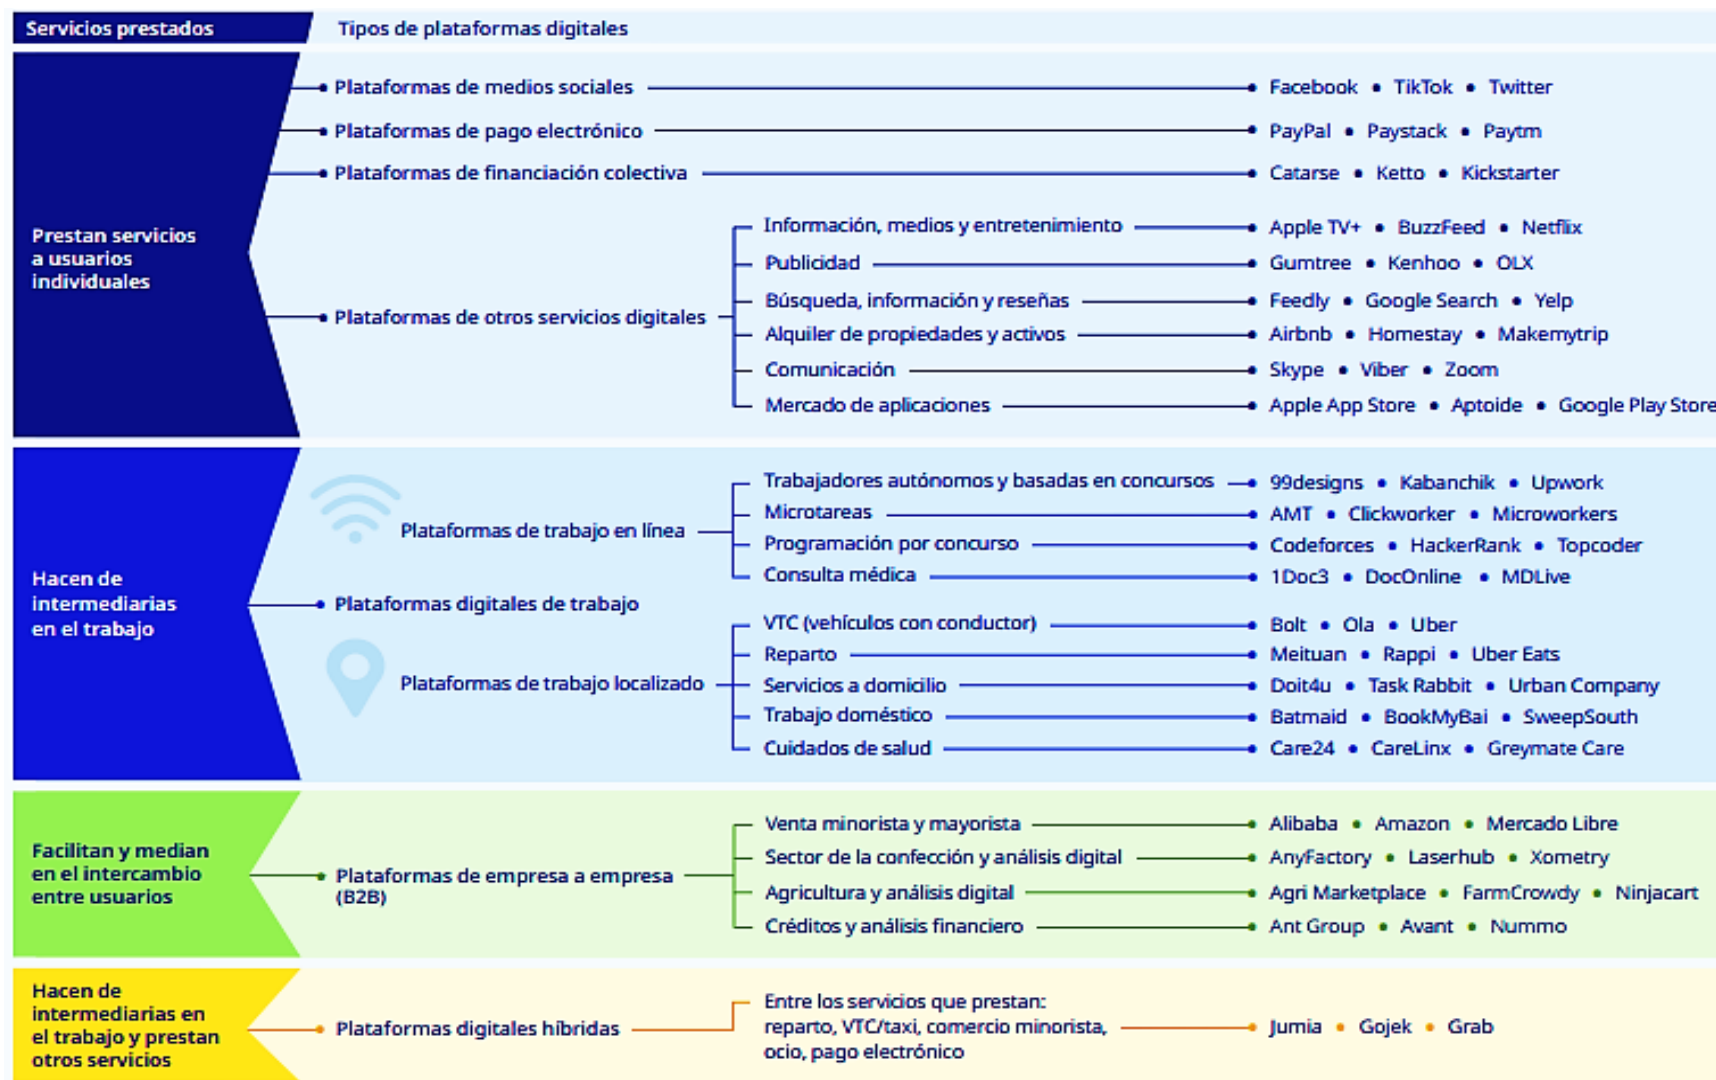 Servicios prestados
Tipos de plataformas digitales
Prestan servicios
a usuarios
individuales
Plataformas de medios sociales
Facebook • TikTok • Twitter
Plataformas de pago electrónico
PayPal • Paystack • Paytm
Plataformas de financiación colectiva
Catarse • Ketto • Kickstarter
Plataformas de otros servicios digitales
Información, medios y entretenimiento
Apple TV+ • BuzzFeed • Netflix
Publicidad
Gumtree • Kenhoo • OLX
Búsqueda, información y reseñas
Feedly • Google Search • Yelp
Alquiler de propiedades y activos
Airbnb • Homestay • Makemytrip
Comunicación
Skype • Viber • Zoom
Mercado de aplicaciones
Apple App Store • Aptoide • Google Play Store
Hacen de
intermediarias
en el trabajo
Plataformas digitales de trabajo
Plataformas de trabajo en línea
Trabajadores autónomos y basadas en concursos
99designs • Kabanchik • Upwork
Microtareas
AMT • Clickworker • Microworkers
Programación por concurso
Codeforces • HackerRank • Topcoder
Consulta médica
1Doc3 • DocOnline • MDLive
Plataformas de trabajo localizado
VTC (vehículos con conductor)
Bolt • Ola • Uber
Reparto
Meituan • Rappi • Uber Eats
Servicios a domicilio
Doit4u • Task Rabbit • Urban Company
Trabajo doméstico
Batmaid • BookMyBai • SweepSouth
Cuidados de salud
Care24 • CareLinx • Greymate Care
Facilitan y median
en el intercambio
entre usuarios
Plataformas de empresa a empresa
(B2B)
Venta minorista y mayorista
Alibaba • Amazon • Mercado Libre
Sector de la confección y análisis digital
AnyFactory • Laserhub • Xometry
Agricultura y análisis digital
Agri Marketplace • FarmCrowdy • Ninjacart
Créditos y análisis financiero
Ant Group • Avant • Nummo
Hacen de
intermediarias en
el trabajo y prestan
otros servicios
Plataformas digitales híbridas
Entre los servicios que prestan:
reparto, VTC/taxi, comercio minorista,
ocio, pago electrónico
Jumia • Gojek • Grab